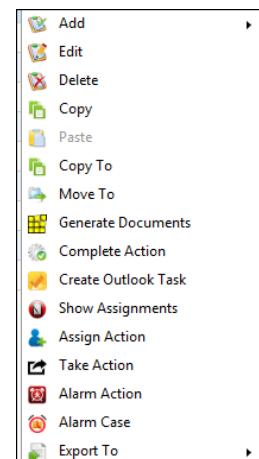 Add
Edit
Delete
Copy
Paste
Copy To
Move To
Generate Documents
Complete Action
Create Outlook Task
Show Assignments
Assign Action
Take Action
Alarm Action
Alarm Case
Export To